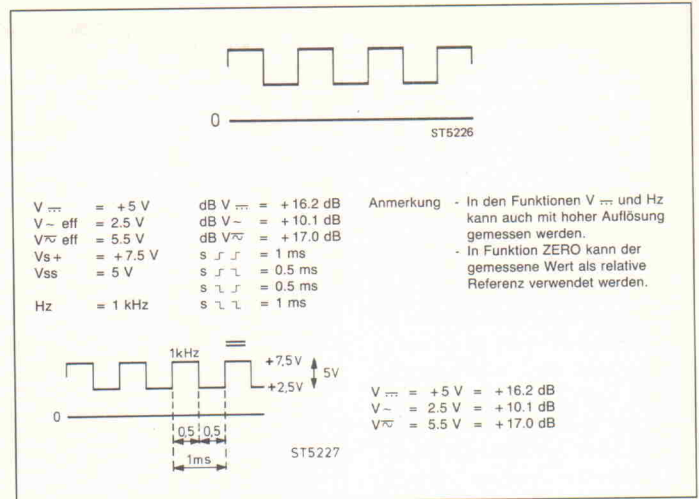 0
ST5226
V ⎓ = +5 V
V ~ eff = 2.5 V
V⏦ eff = 5.5 V
Vs+ = +7.5 V
Vss = 5 V
Hz = 1 kHz
dB V ⎓ = +16.2 dB
dB V ~ = +10.1 dB
dB V⏦ = +17.0 dB
s ⨍ ⨍ = 1 ms
s ⨍ ʅ = 0.5 ms
s ʅ ⨍ = 0.5 ms
s ʅ ʅ = 1 ms
Anmerkung - In den Funktionen V ⎓ und Hz
kann auch mit hoher Auflösung
gemessen werden.
- In Funktion ZERO kann der
gemessene Wert als relative
Referenz verwendet werden.
1kHz
+7,5V
5V
+2,5V
0
0,5 0,5
1ms
ST5227
V ⎓ = +5 V = +16.2 dB
V ~ = 2.5 V = +10.1 dB
V⏦ = 5.5 V = +17.0 dB